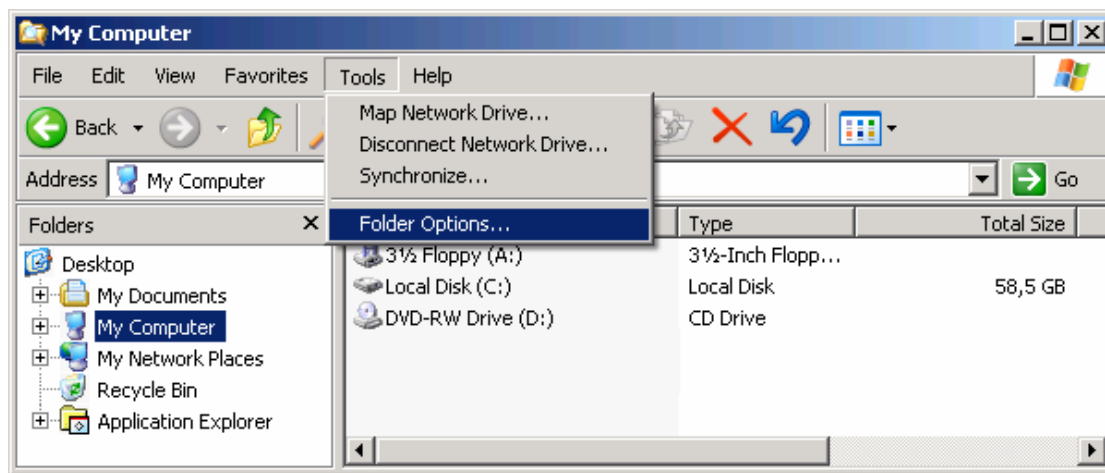 My Computer
File Edit View Favorites Tools Help
Back
Map Network Drive...
Disconnect Network Drive...
Synchronize...
Folder Options...
Address My Computer Go
Folders
Type Total Size
Desktop
My Documents
My Computer
My Network Places
Recycle Bin
Application Explorer
3½ Floppy (A:) 3½-Inch Flopp...
Local Disk (C:) Local Disk 58,5 GB
DVD-RW Drive (D:) CD Drive